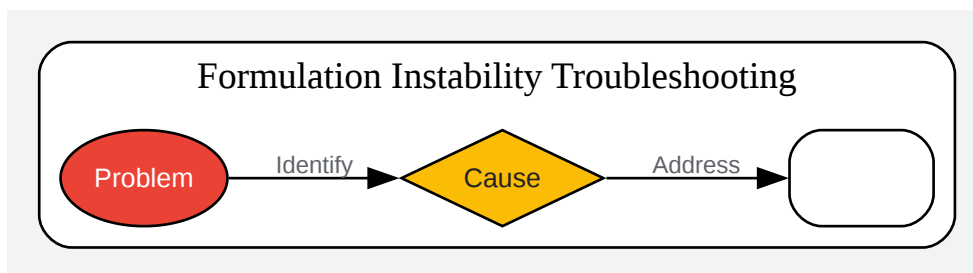 Formulation Instability Troubleshooting
Problem
Identify
Cause
Address